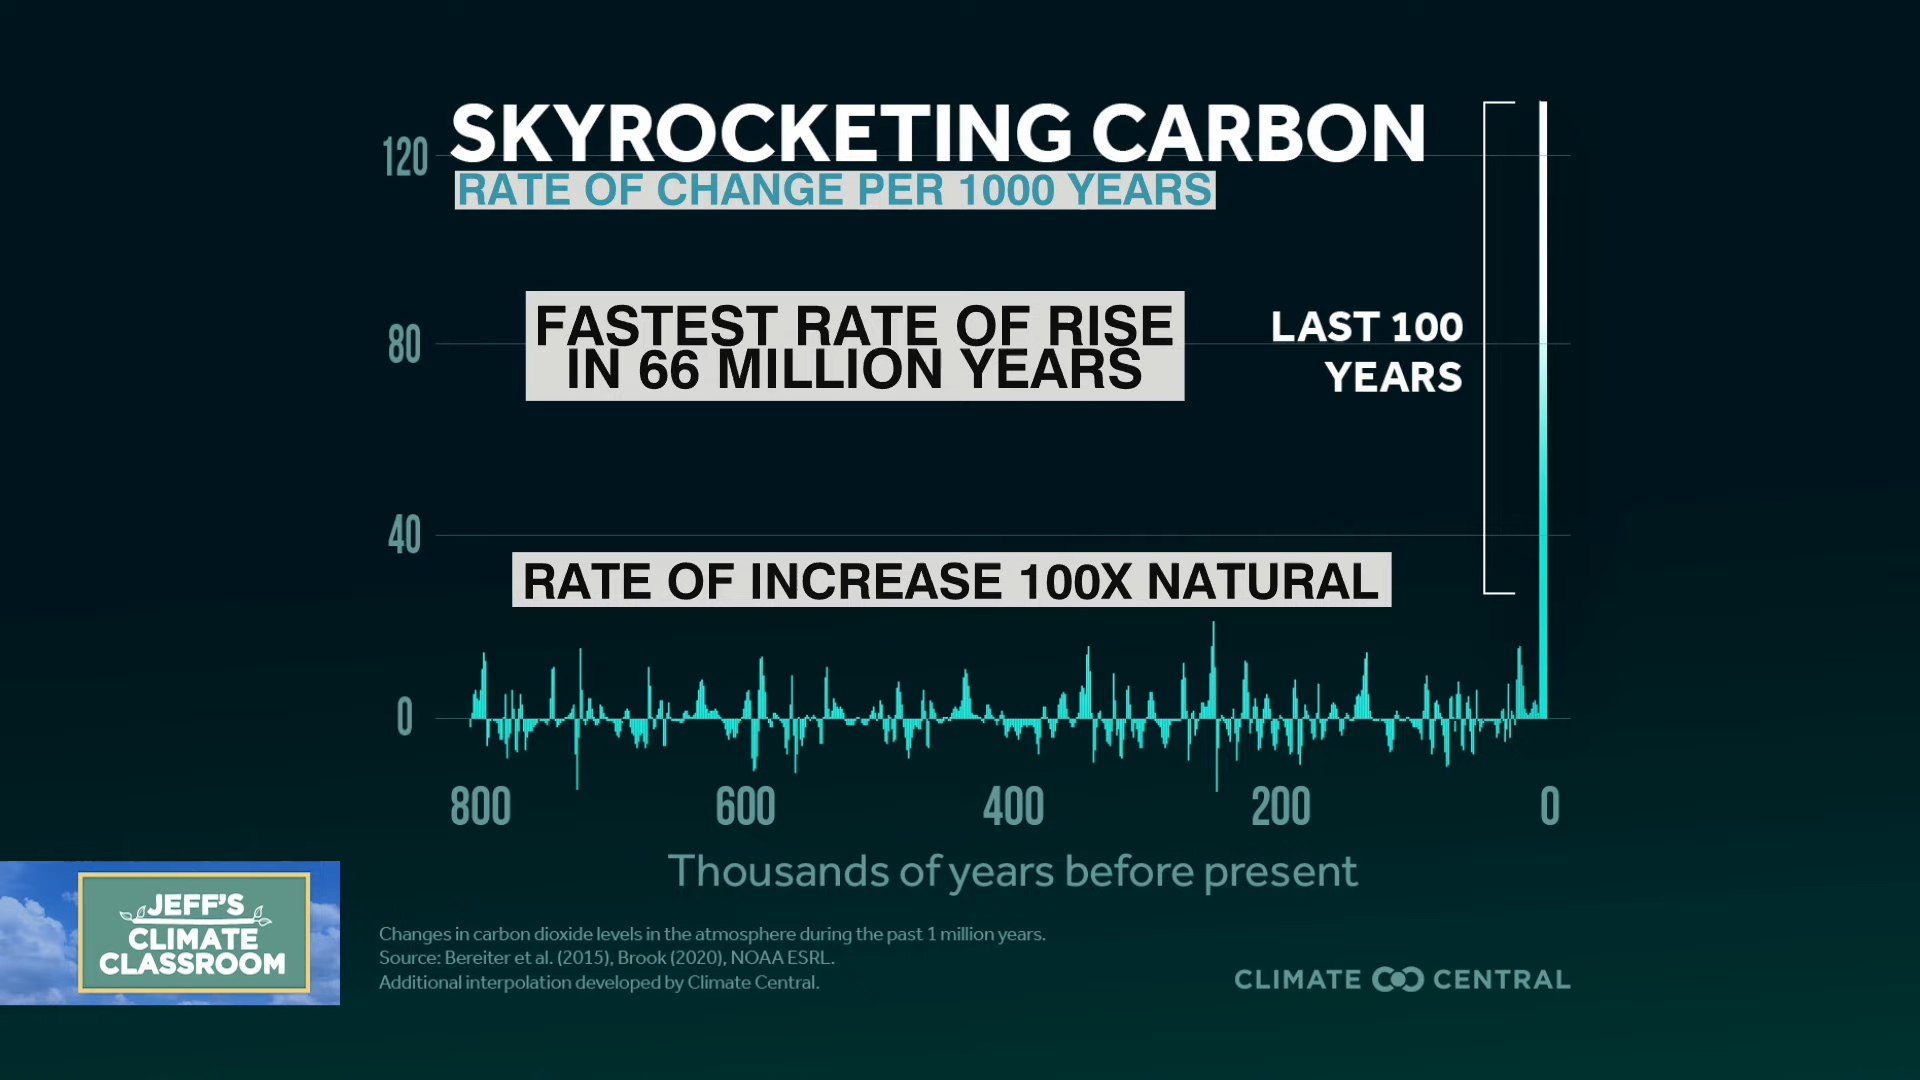 SKYROCKETING CARBON
120
RATE OF CHANGE PER 1000 YEARS
FASTEST RATE OF RISE
IN 66 MILLION YEARS
LAST 100
YEARS
80
40
RATE OF INCREASE 100X NATURAL
0
800 600 400 200 0
Thousands of years before present
JEFF'S
CLIMATE
CLASSROOM
Changes in carbon dioxide levels in the atmosphere during the past 1 million years.
Source: Bereiter et al. (2015), Brook (2020), NOAA ESRL.
Additional interpolation developed by Climate Central.
CLIMATE CENTRAL